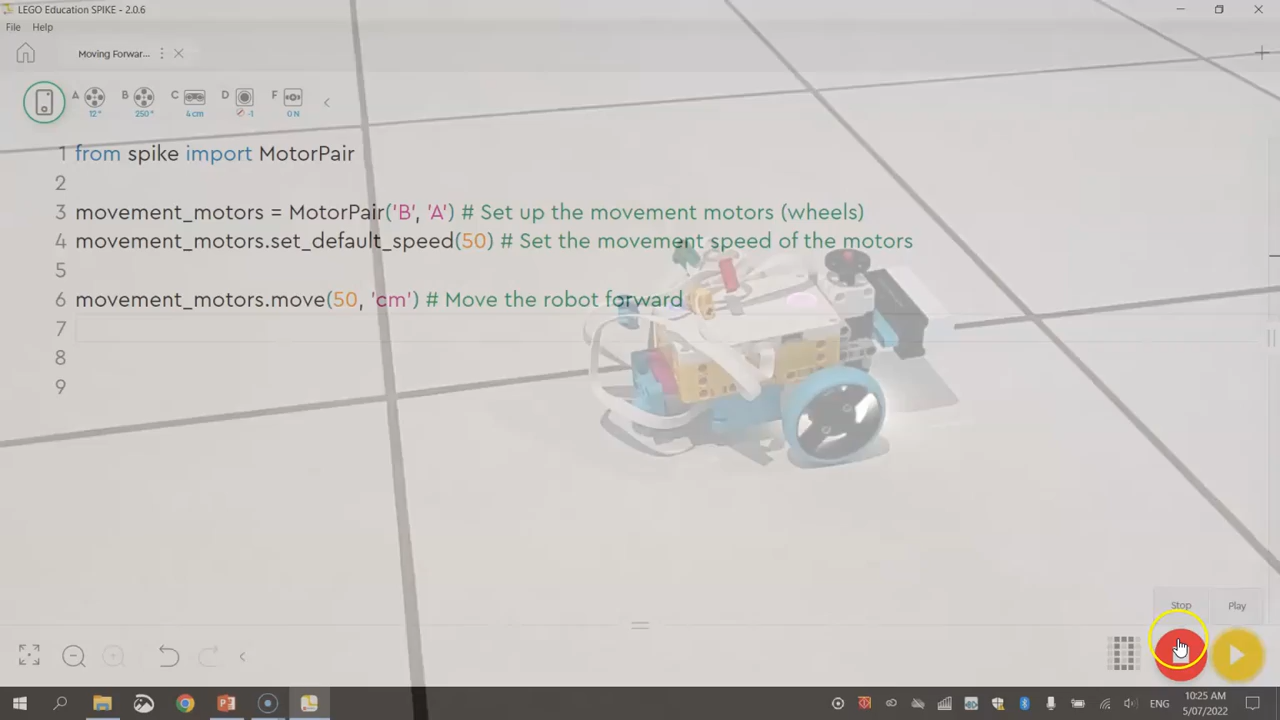 LEGO Education SPIKE - 2.0.6
File Help
Moving Forwar...
A B C D F
12° 250° 4 cm -1 0 N
1 from spike import MotorPair
2
3 movement_motors = MotorPair('B', 'A') # Set up the movement motors (wheels)
4 movement_motors.set_default_speed(50) # Set the movement speed of the motors
5
6 movement_motors.move(50, 'cm') # Move the robot forward
7
8
9
Stop Play
ENG
10:25 AM
5/07/2022